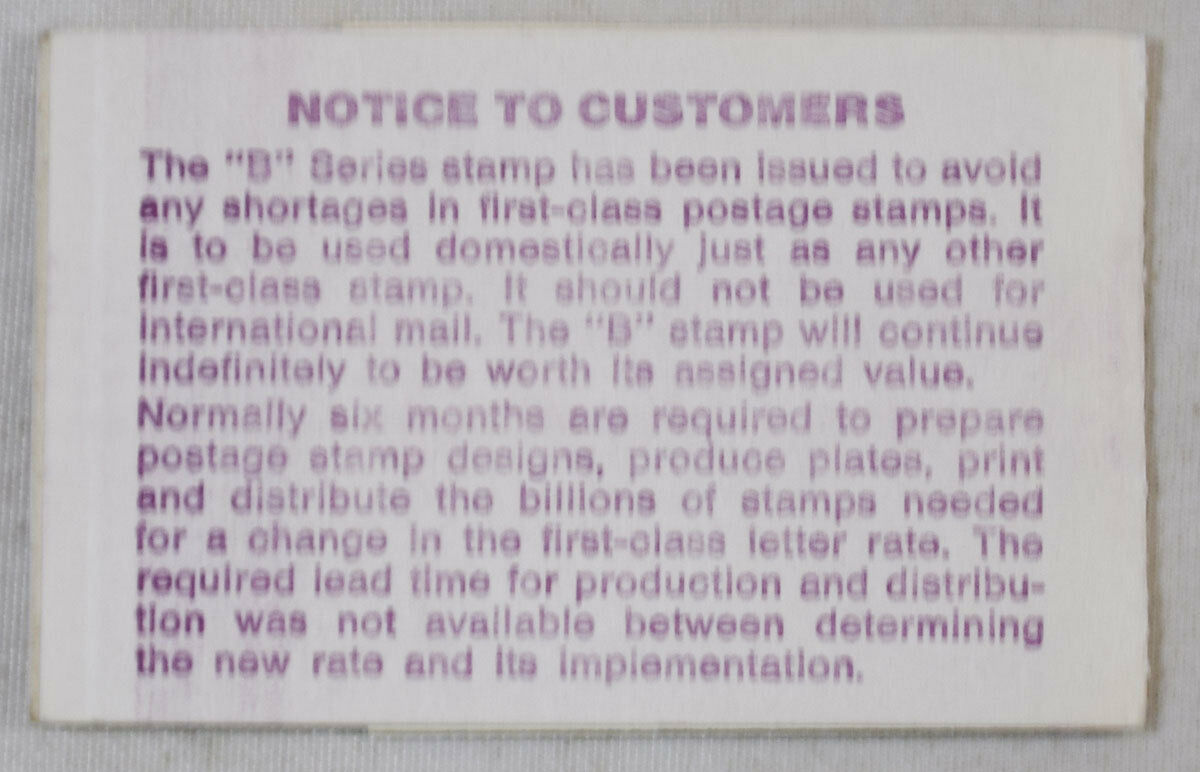 NOTICE TO CUSTOMERS
The "B" Series stamp has been issued to avoid
any shortages in first-class postage stamps. It
is to be used domestically just as any other
first-class stamp. It should not be used for
international mail. The "B" stamp will continue
indefinitely to be worth its assigned value.
Normally six months are required to prepare
postage stamp designs, produce plates, print
and distribute the billions of stamps needed
for a change in the first-class letter rate. The
required lead time for production and distribu-
tion was not available between determining
the new rate and its implementation.